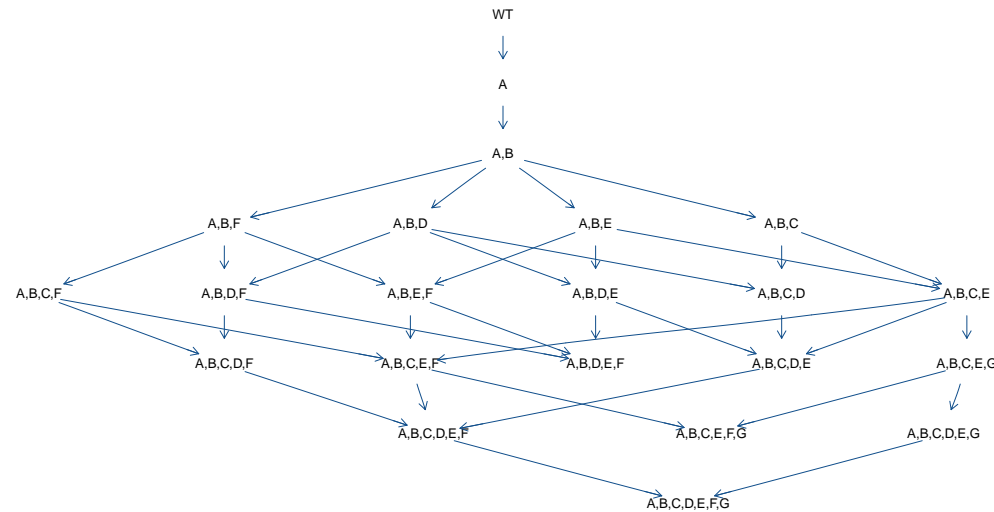 WT
A
A,B
A,B,F A,B,D A,B,E A,B,C
A,B,C,F A,B,D,F A,B,E,F A,B,D,E A,B,C,D A,B,C,E
A,B,C,D,F A,B,C,E,F A,B,D,E,F A,B,C,D,E A,B,C,E,G
A,B,C,D,E,F A,B,C,E,F,G A,B,C,D,E,G
A,B,C,D,E,F,G